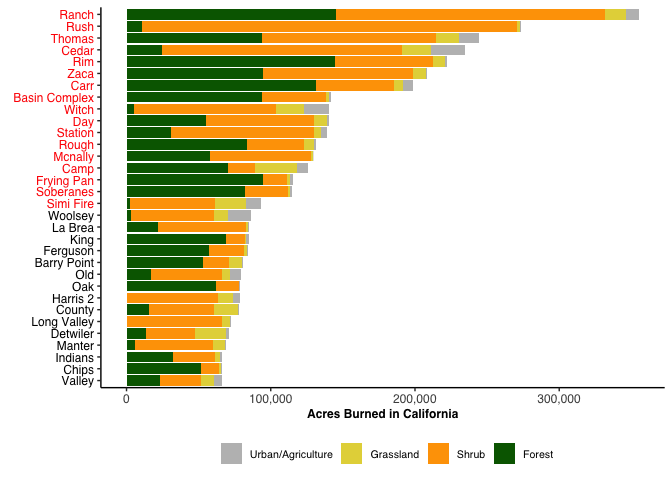 Ranch
Rush
Thomas
Cedar
Rim
Zaca
Carr
Basin Complex
Witch
Day
Station
Rough
Mcnally
Camp
Frying Pan
Soberanes
Simi Fire
Woolsey
La Brea
King
Ferguson
Barry Point
Old
Oak
Harris 2
County
Long Valley
Detwiler
Manter
Indians
Chips
Valley
0 100,000 200,000 300,000
Acres Burned in California
Urban/Agriculture Grassland Shrub Forest